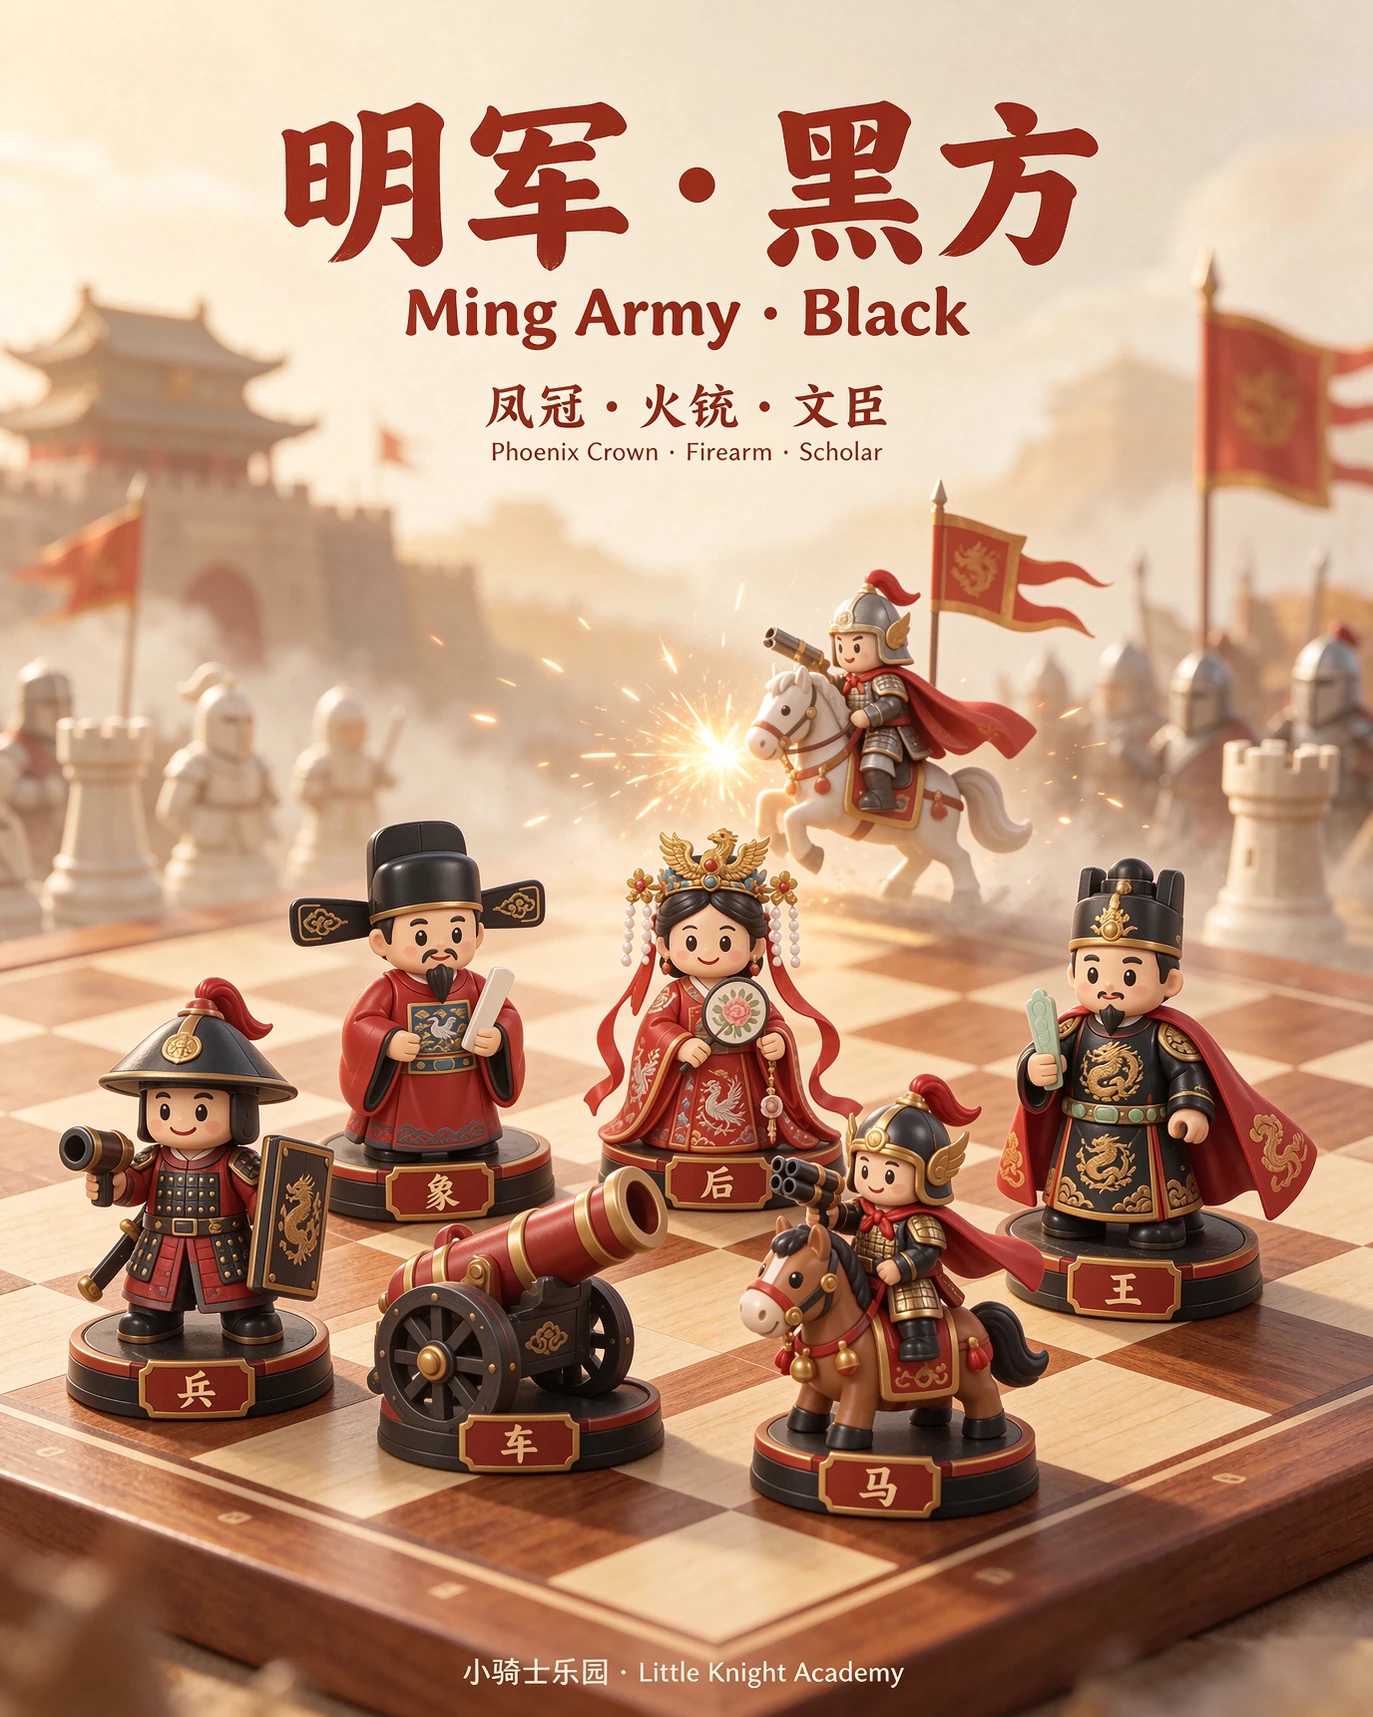 明军·黑方
Ming Army · Black
凤冠·火铳·文臣
Phoenix Crown · Firearm · Scholar
象
后
王
兵
车
马
小骑士乐园 · Little Knight Academy